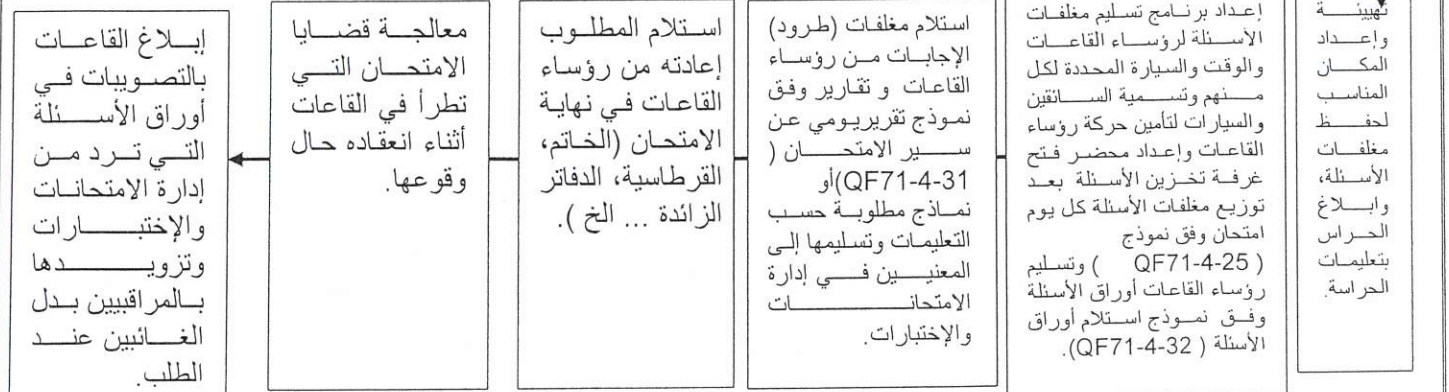 تهيئة
وإعداد
المكان
المناسب
لحفظ
مغلفات
الأسئلة،
وابلاغ
الحراس
بتعليمات
الحراسة.
إعداد برنامج تسليم مغلفات
الأسئلة لرؤساء القاعات
والوقت والسيارة المحددة لكل
منهم وتسمية السائقين
والسيارات لتأمين حركة رؤساء
القاعات وإعداد محضر فتح
غرفة تخزين الأسئلة بعد
توزيع مغلفات الأسئلة كل يوم
امتحان وفق نموذج
(QF71-4-25 ) وتسليم
رؤساء القاعات أوراق الأسئلة
وفق نموذج استلام أوراق
الأسئلة (QF71-4-32 ).
استلام مغلفات (طرود)
الإجابات من رؤساء
القاعات و تقارير وفق
نموذج تقريريومي عن
سير الامتحان (
QF71-4-31)أو
نماذج مطلوبة حسب
التعليمات وتسليمها إلى
المعنيين في إدارة
الامتحانات
والإختبارات.
استلام المطلوب
إعادته من رؤساء
القاعات في نهاية
الامتحان (الخاتم،
القرطاسية، الدفاتر
الزائدة ... الخ ).
معالجة قضايا
الامتحان التي
تطرأ في القاعات
أثناء انعقاده حال
وقوعها.
إبلاغ القاعات
بالتصويبات في
أوراق الأسئلة
التي ترد من
إدارة الامتحانات
والإختبارات
وتزويدها
بالمراقبيين بدل
الغائبين عند
الطلب.